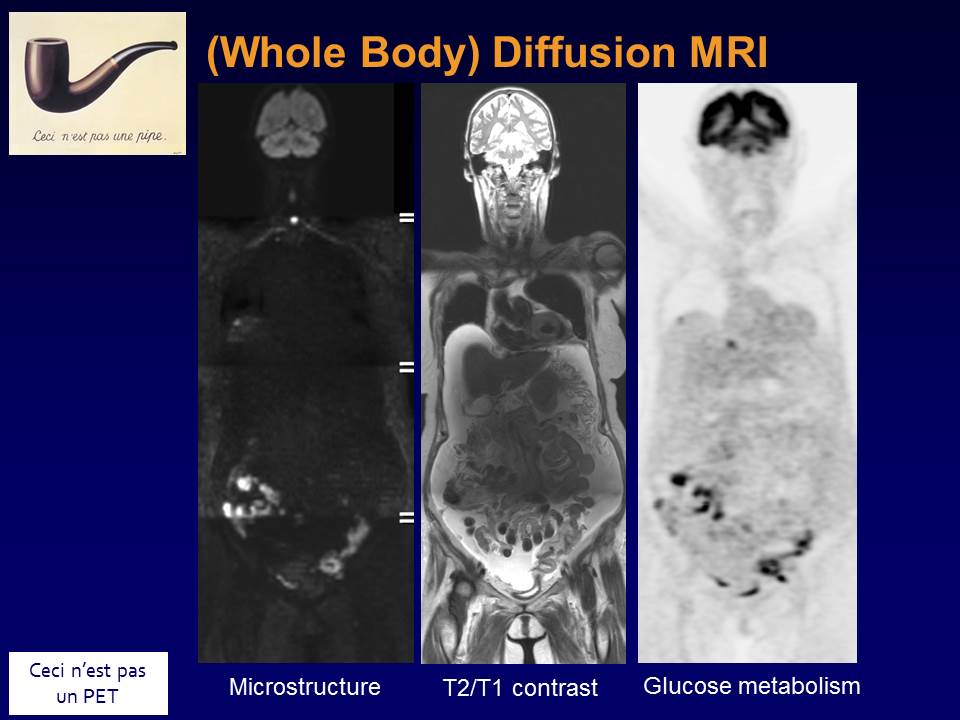 (Whole Body) Diffusion MRI
Ceci n'est pas une pipe.
=
=
=
Microstructure
T2/T1 contrast
Glucose metabolism
Ceci n’est pas
un PET